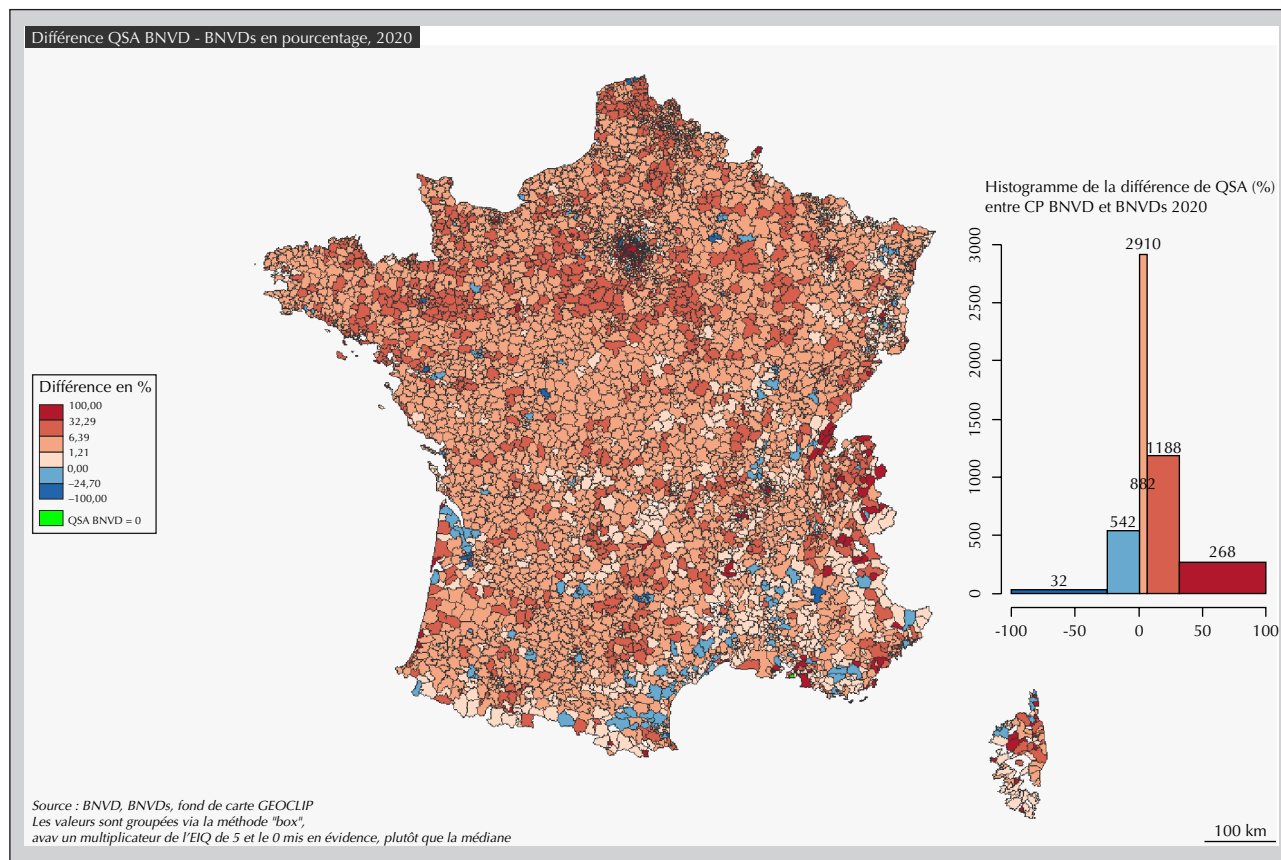 Différence QSA BNVD - BNVDs en pourcentage, 2020
Histogramme de la différence de QSA (%)
entre CP BNVD et BNVDs 2020
3000
2500
2000
1500
1000
500
0
2910
1188
882
542
268
32
-100
-50
0
50
100
Différence en %
100,00
32,29
6,39
1,21
0,00
−24,70
−100,00
QSA BNVD = 0
Source : BNVD, BNVDs, fond de carte GEOCLIP
Les valeurs sont groupées via la méthode "box",
avav un multiplicateur de l'EIQ de 5 et le 0 mis en évidence, plutôt que la médiane
100 km